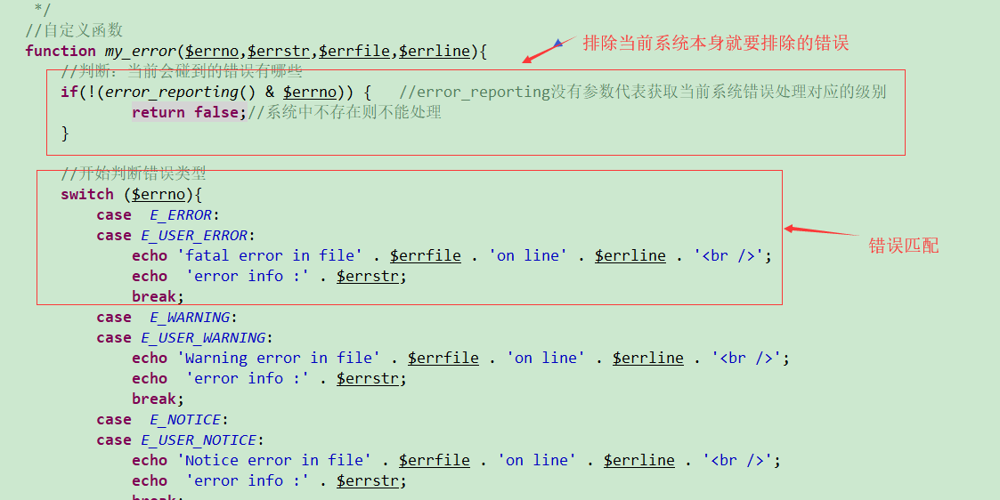 */
//自定义函数
function my_error($errno,$errstr,$errfile,$errline){
排除当前系统本身就要排除的错误
//判断：当前会碰到的错误有哪些
if(!(error_reporting() & $errno)) {   //error_reporting没有参数代表获取当前系统错误处理对应的级别
return false;//系统中不存在则不能处理
}
//开始判断错误类型
switch ($errno){
case  E_ERROR:
case E_USER_ERROR:
错误匹配
echo 'fatal error in file' . $errfile . 'on line' . $errline . '<br />';
echo  'error info :' . $errstr;
break;
case  E_WARNING:
case E_USER_WARNING:
echo 'Warning error in file' . $errfile . 'on line' . $errline . '<br />';
echo  'error info :' . $errstr;
break;
case  E_NOTICE:
case E_USER_NOTICE:
echo 'Notice error in file' . $errfile . 'on line' . $errline . '<br />';
echo  'error info :' . $errstr;